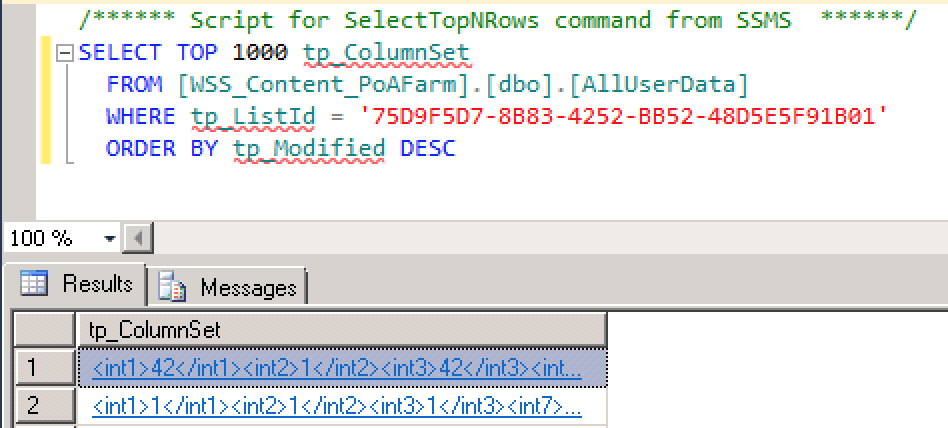 /****** Script for SelectTopNRows command from SSMS  ******/
SELECT TOP 1000 tp_ColumnSet
FROM [WSS_Content_PoAFarm].[dbo].[AllUserData]
WHERE tp_ListId = '75D9F5D7-8B83-4252-BB52-48D5E5F91B01'
ORDER BY tp_Modified DESC
100 %
Results Messages
tp_ColumnSet
1 <int1>42</int1><int2>1</int2><int3>42</int3><int...
2 <int1>1</int1><int2>1</int2><int3>1</int3><int7>...